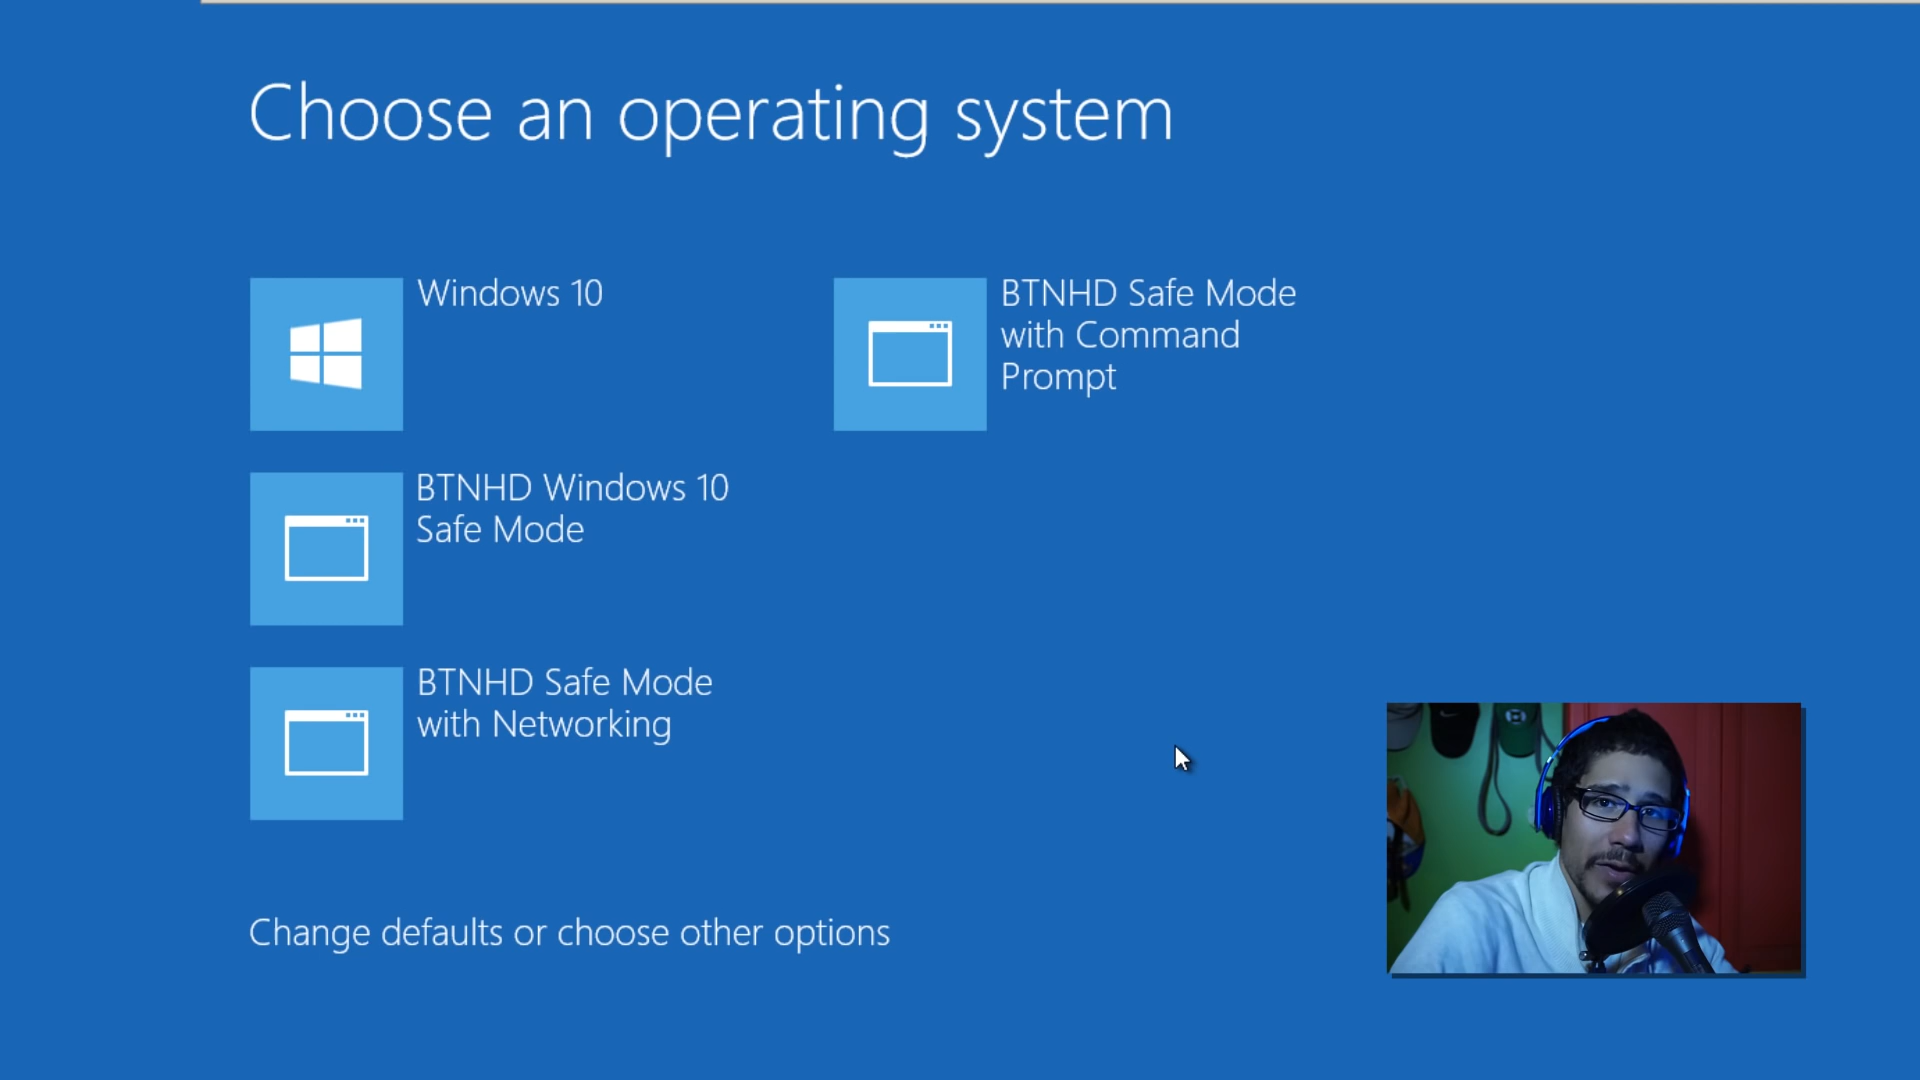 Choose an operating system
Windows 10
BTNHD Windows 10
Safe Mode
BTNHD Safe Mode
with Networking
BTNHD Safe Mode
with Command
Prompt
Change defaults or choose other options